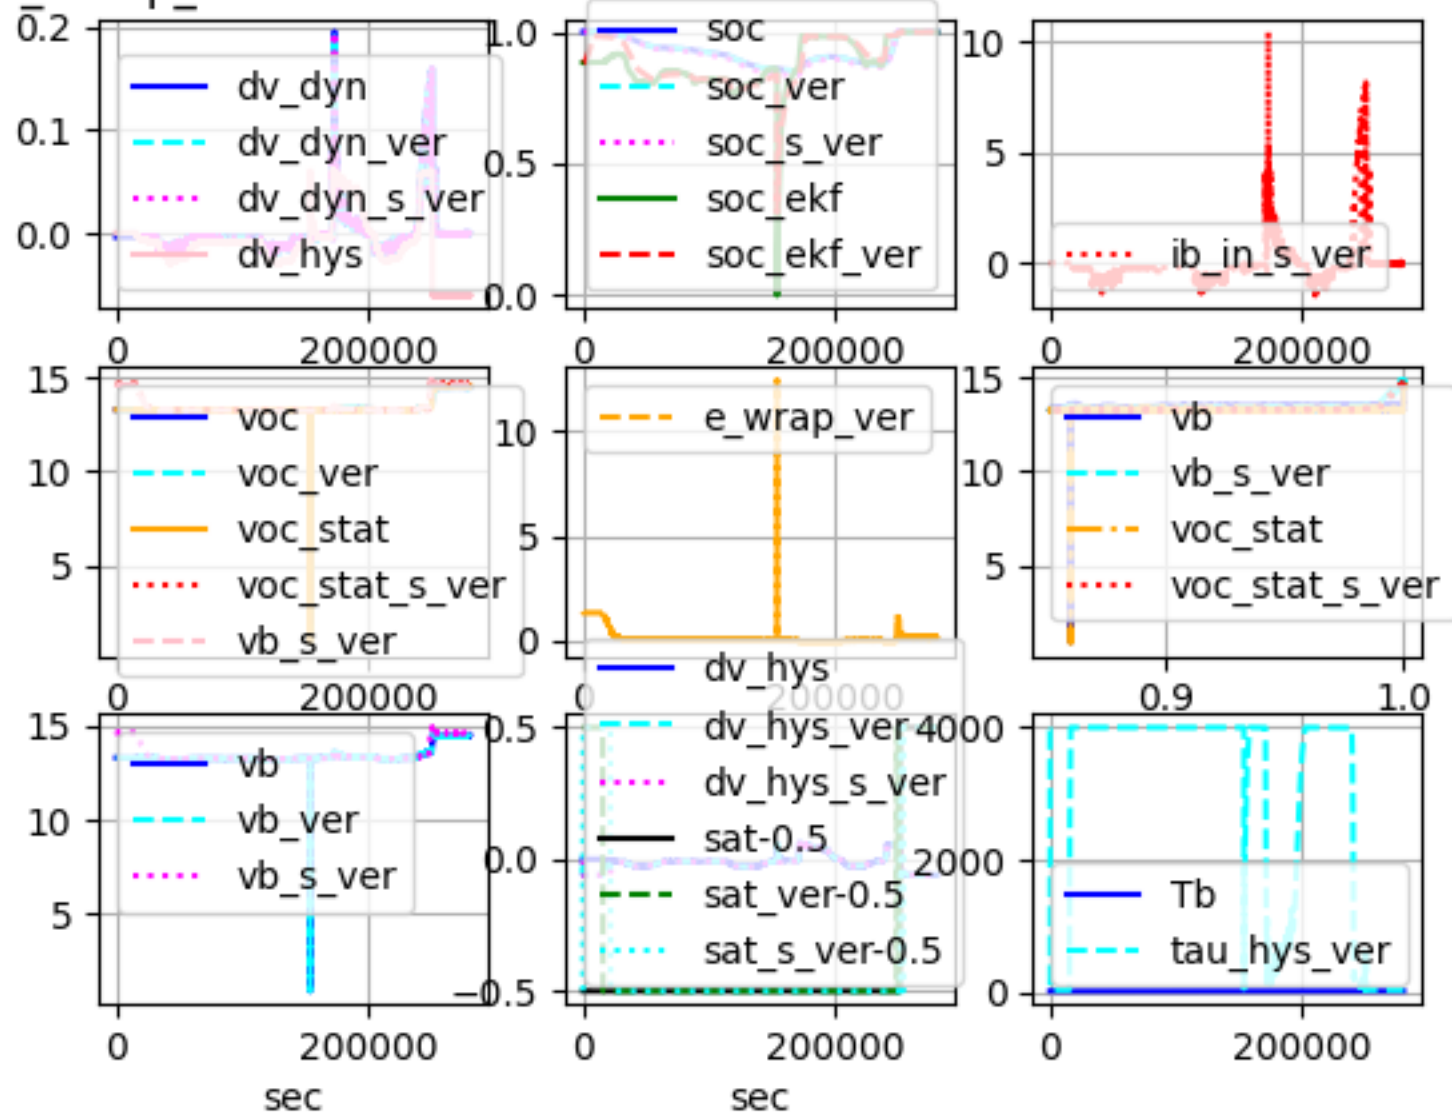 0.2
0.1
0.0
dv_dyn
dv_dyn_ver
dv_dyn_s_ver
dv_hys
0
200000
1.0
0.5
0.0
soc
soc_ver
soc_s_ver
soc_ekf
soc_ekf_ver
0
200000
10
5
0
ib_in_s_ver
0
200000
15
10
5
voc
voc_ver
voc_stat
voc_stat_s_ver
vb_s_ver
0
200000
10
5
0
e_wrap_ver
0
200000
15
10
5
vb
vb_s_ver
voc_stat
voc_stat_s_ver
0.9
1.0
15
10
5
vb
vb_ver
vb_s_ver
0
200000
sec
0.5
0.0
−0.5
dv_hys
dv_hys_ver
dv_hys_s_ver
sat-0.5
sat_ver-0.5
sat_s_ver-0.5
0
200000
sec
4000
2000
0
Tb
tau_hys_ver
0
200000